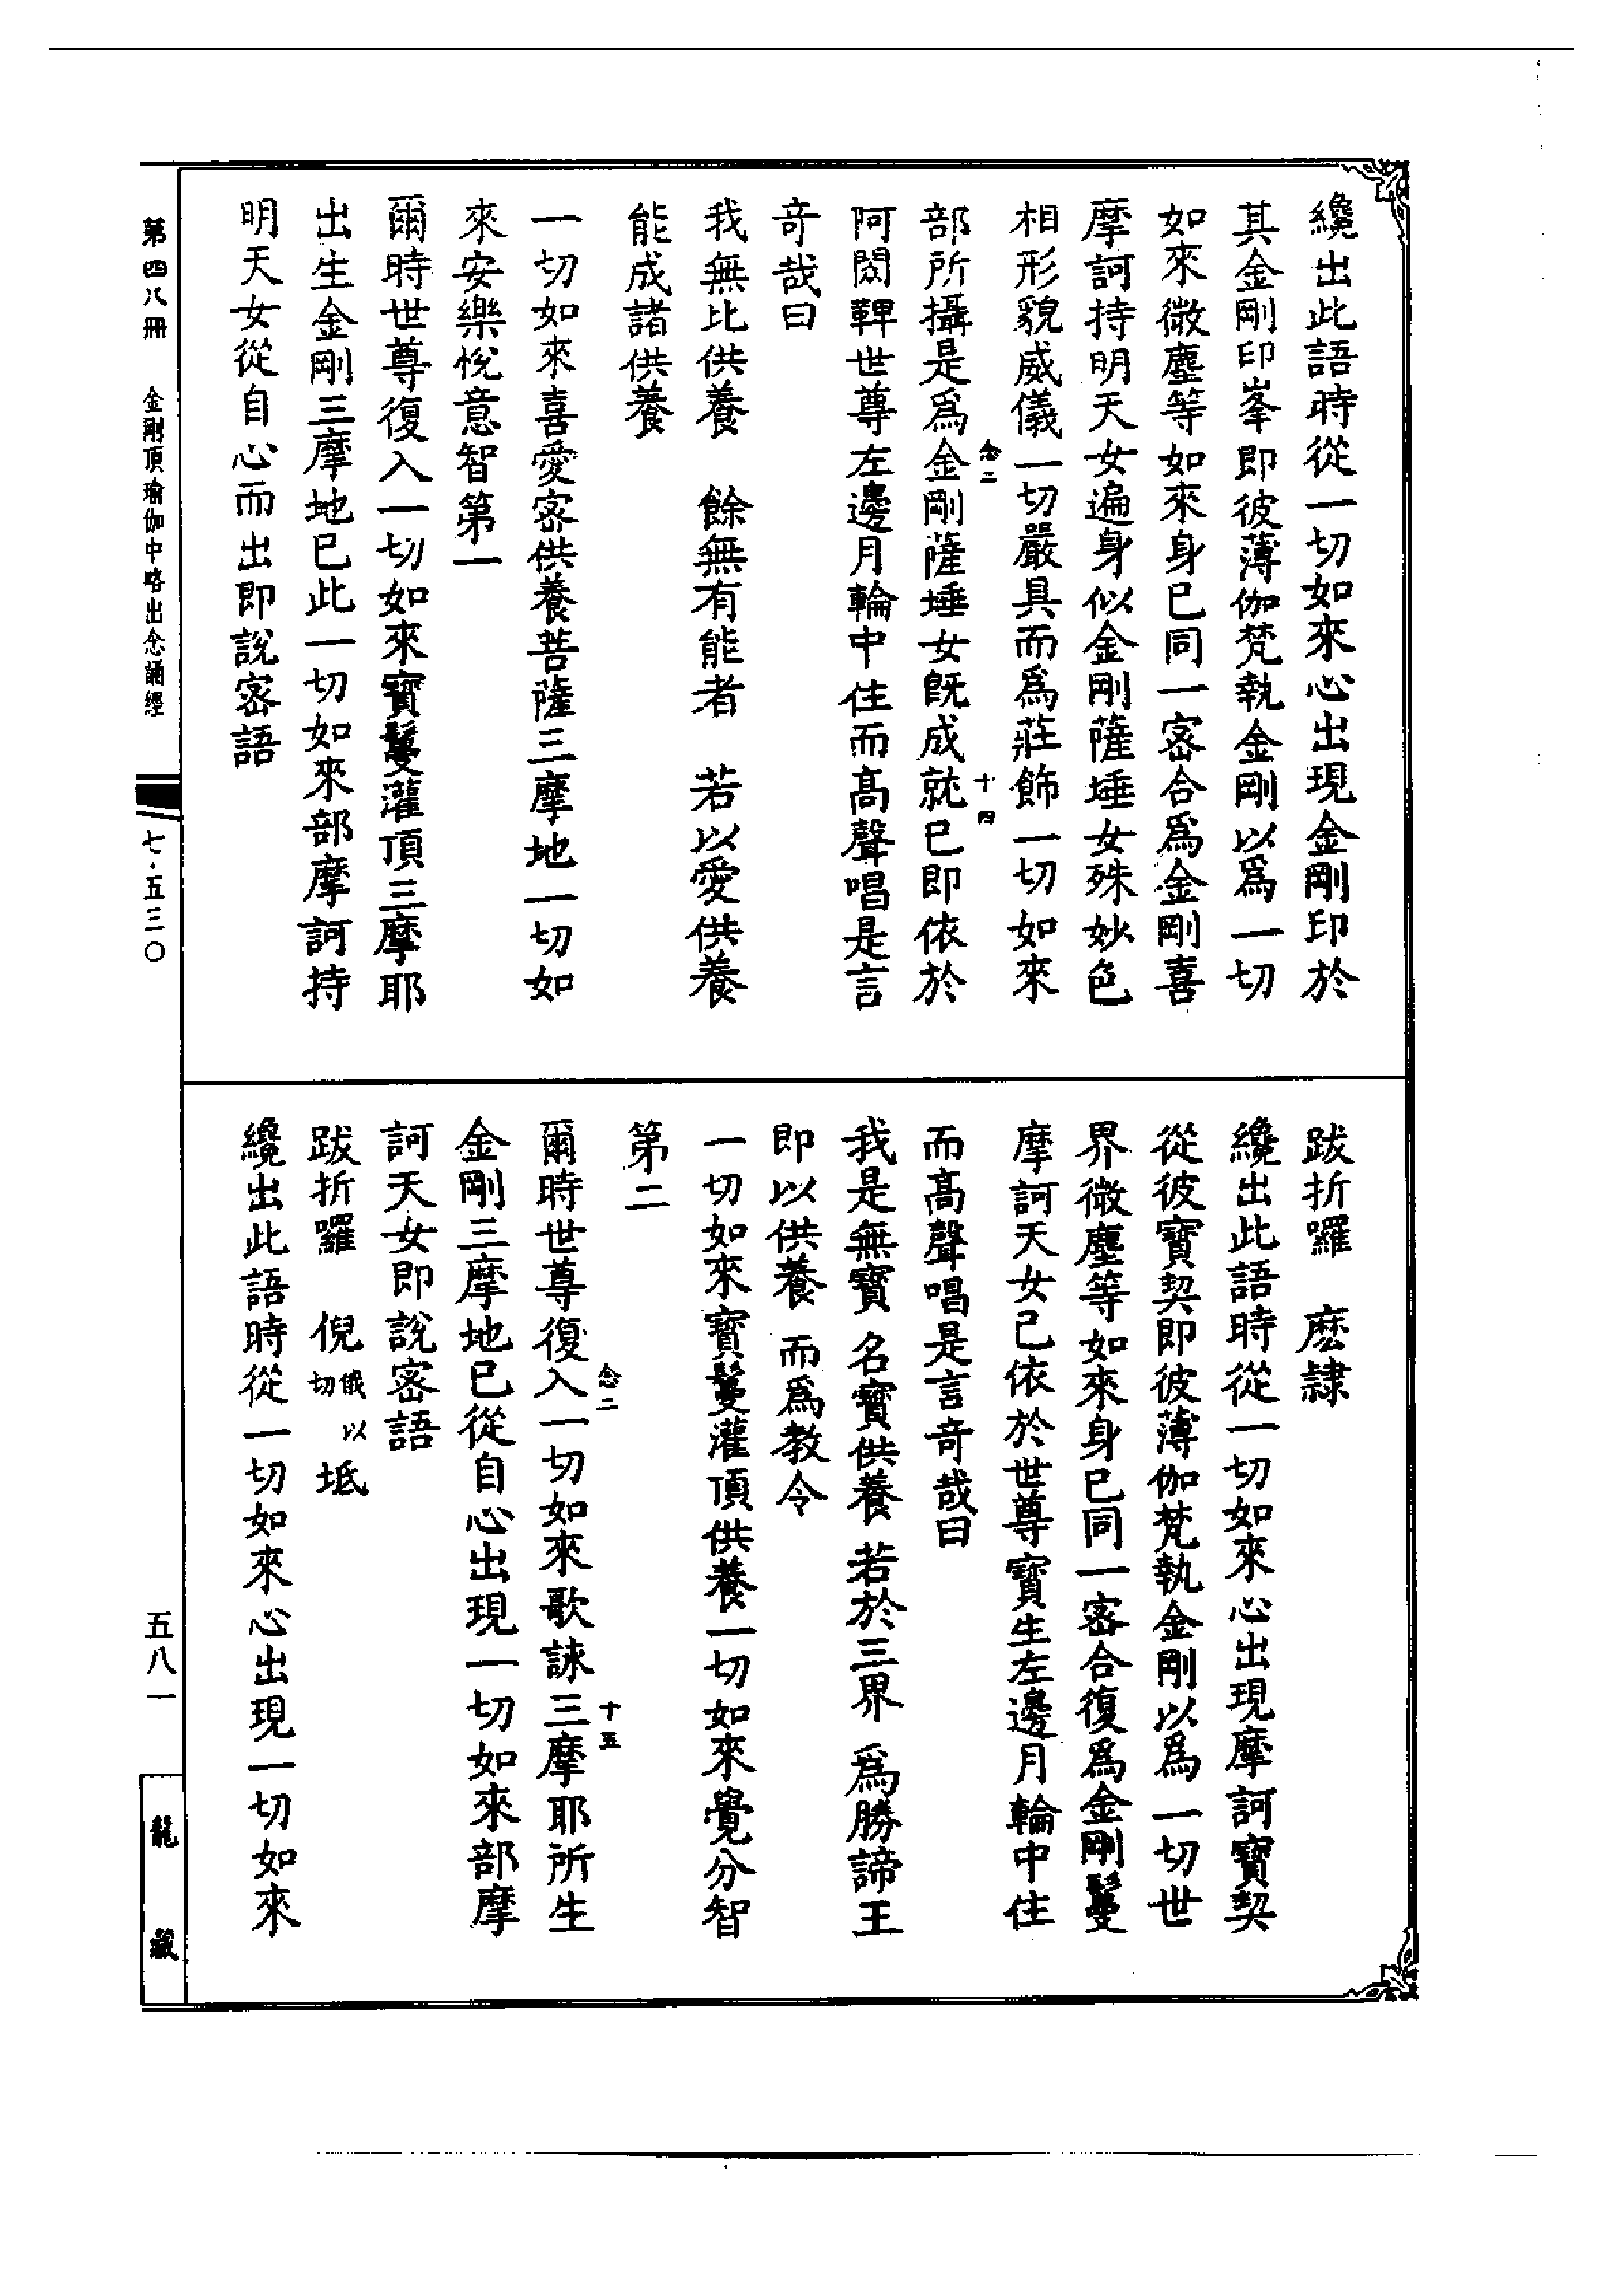 纔出此語時從一切如來心出現金剛印於
其金剛印峯即彼薄伽梵執金剛以爲一切
如來微塵等如來身已同一密合爲金剛喜
摩訶持明天女遍身似金剛薩埵女殊妙色
相形貌威儀一切嚴具而爲莊飾一切如來
部所攝是爲金剛薩埵女旣成就已即依於
念二
十四
阿閦鞞世尊左邊月輪中住而高聲唱是言
奇哉曰
我無比供養　餘無有能者　若以愛供養
能成諸供養
一切如來喜愛密供養菩薩三摩地一切如
來安樂悅意智第一
爾時世尊復入一切如來寶鬘灌頂三摩耶
出生金剛三摩地已此一切如來部摩訶持
明天女從自心而出即說密語
跋折囉　麽隷
纔出此語時從一切如來心出現摩訶寶契
從彼寶契即彼薄伽梵執金剛以爲一切世
界微塵等如來身已同一密合復爲金剛鬘
摩訶天女已依於世尊寶生左邊月輪中住
而高聲唱是言奇哉曰
我是無寶　名寶供養　若於三界　爲勝諦王
即以供養　而爲教令
一切如來寶鬘灌頂供養一切如來覺分智
第二
爾時世尊復入一切如來歌詠三摩耶所生
念二
十五
金剛三摩地已從自心出現一切如來部摩
訶天女即說密語
跋折囉　倪 俄以切 坻
纔出此語時從一切如來心出現一切如來
第四八冊　金剛頂瑜伽中略出念誦經
七·五三〇
五八一
龍藏